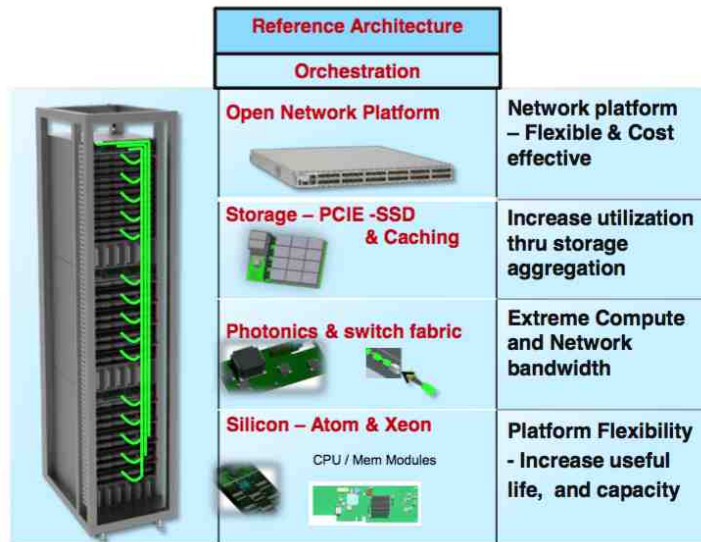 Reference Architecture
Orchestration
Open Network Platform
Network platform
– Flexible & Cost
effective
Storage – PCIE -SSD
& Caching
Increase utilization
thru storage
aggregation
Photonics & switch fabric
Extreme Compute
and Network
bandwidth
Silicon – Atom & Xeon
CPU / Mem Modules
Platform Flexibility
- Increase useful
life, and capacity